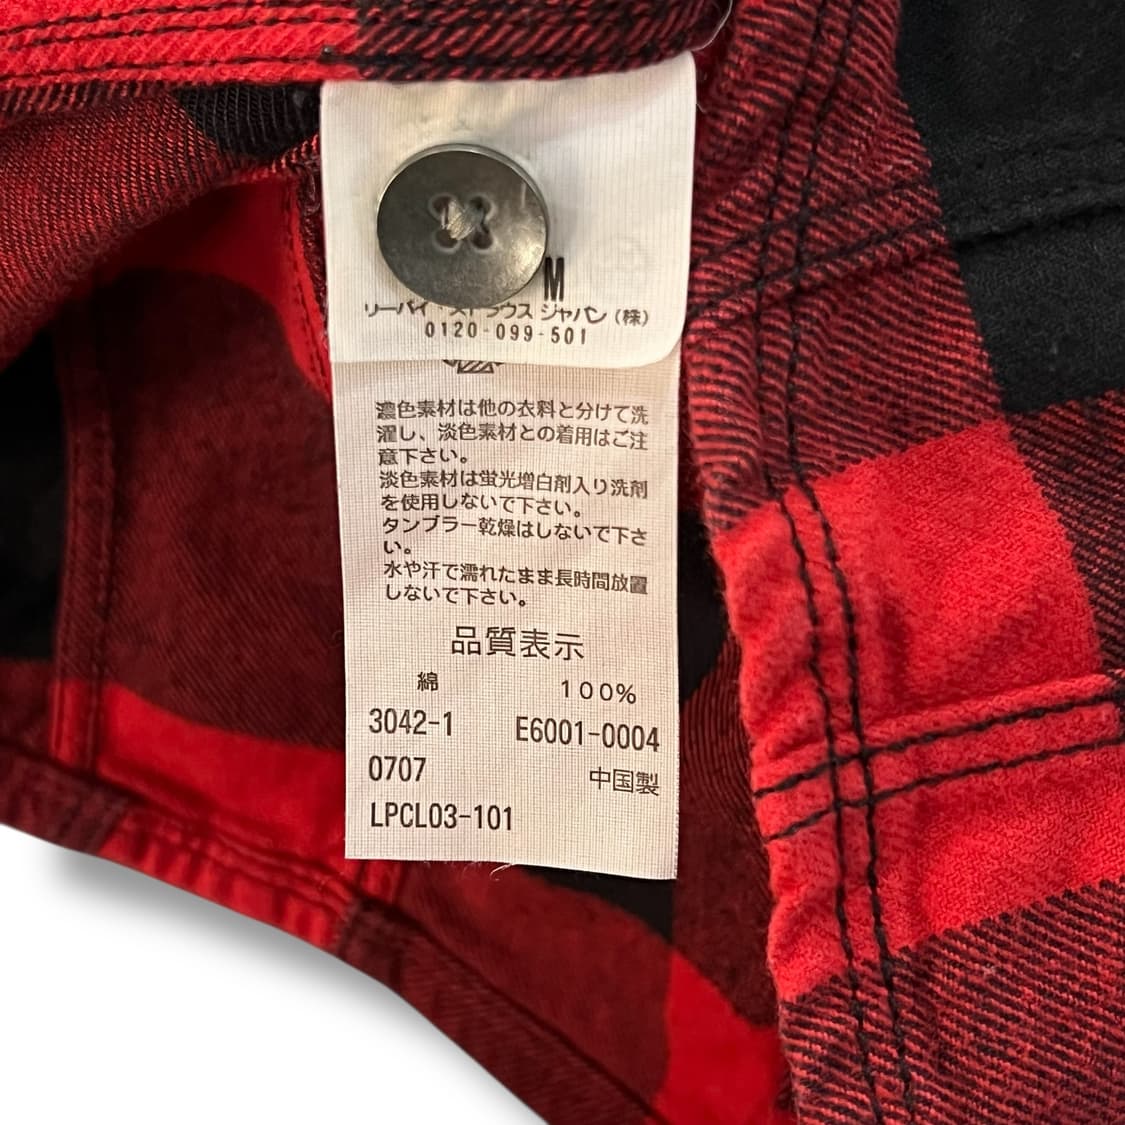 M
リーバイ・ストラウス ジャパン (株)
0120-099-501
濃色素材は他の衣料と分けて洗
濯し、淡色素材との着用はご注
意下さい。
淡色素材は蛍光増白剤入り洗剤
を使用しないで下さい。
タンブラー乾燥はしないで下さ
い。
水や汗で濡れたまま長時間放置
しないで下さい。
品質表示
綿 100%
3042-1 E6001-0004
0707 中国製
LPCL03-101